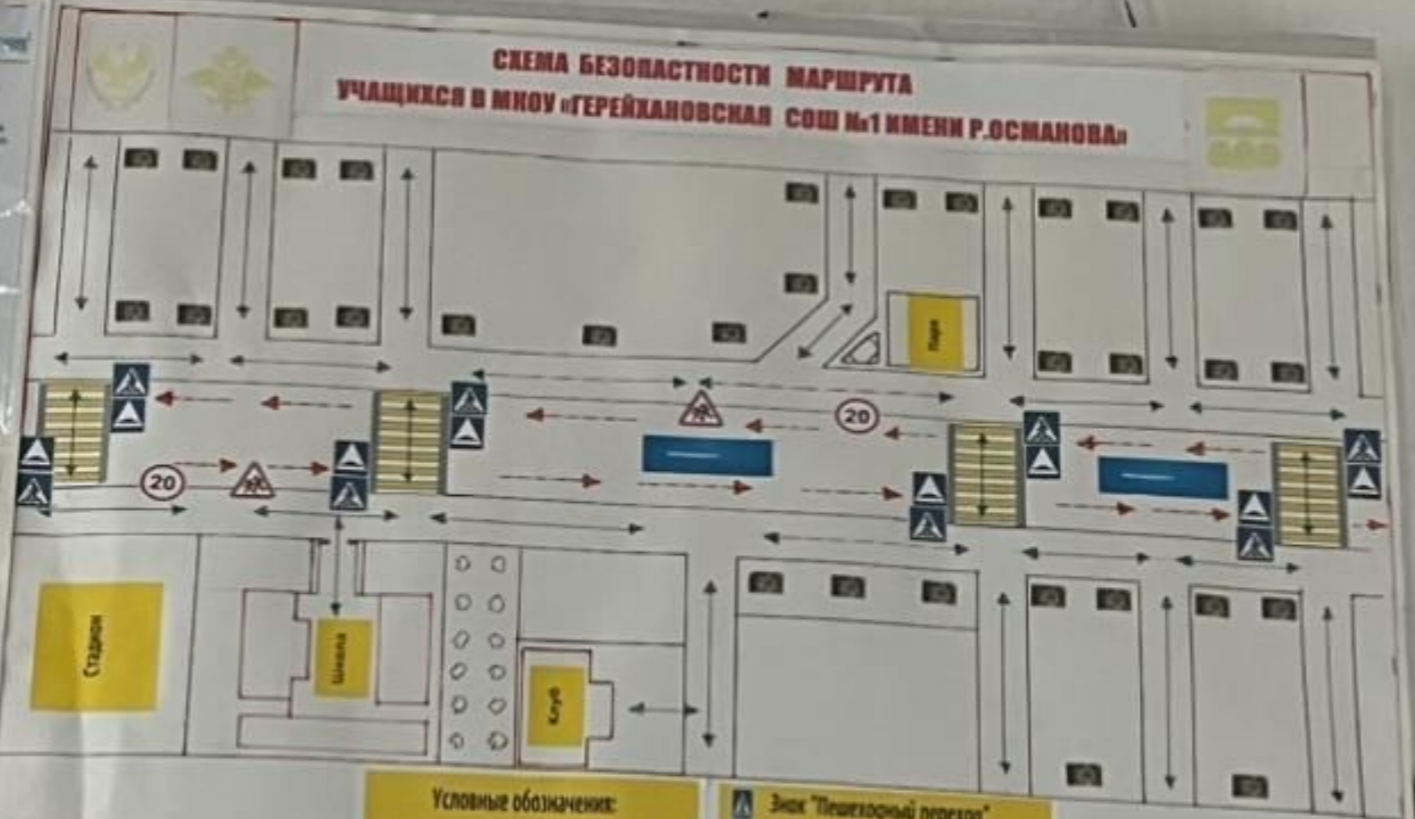 СХЕМА БЕЗОПАСТНОСТИ МАРШРУТА
УЧАЩИХСЯ В МКОУ «ГЕРЕЙХАНОВСКАЯ СОШ №1 ИМЕНИ Р.ОСМАНОВА»
Парк
20
20
Стадион
Школа
Клуб
Условные обозначения:
Знак "Пешеходный переход"